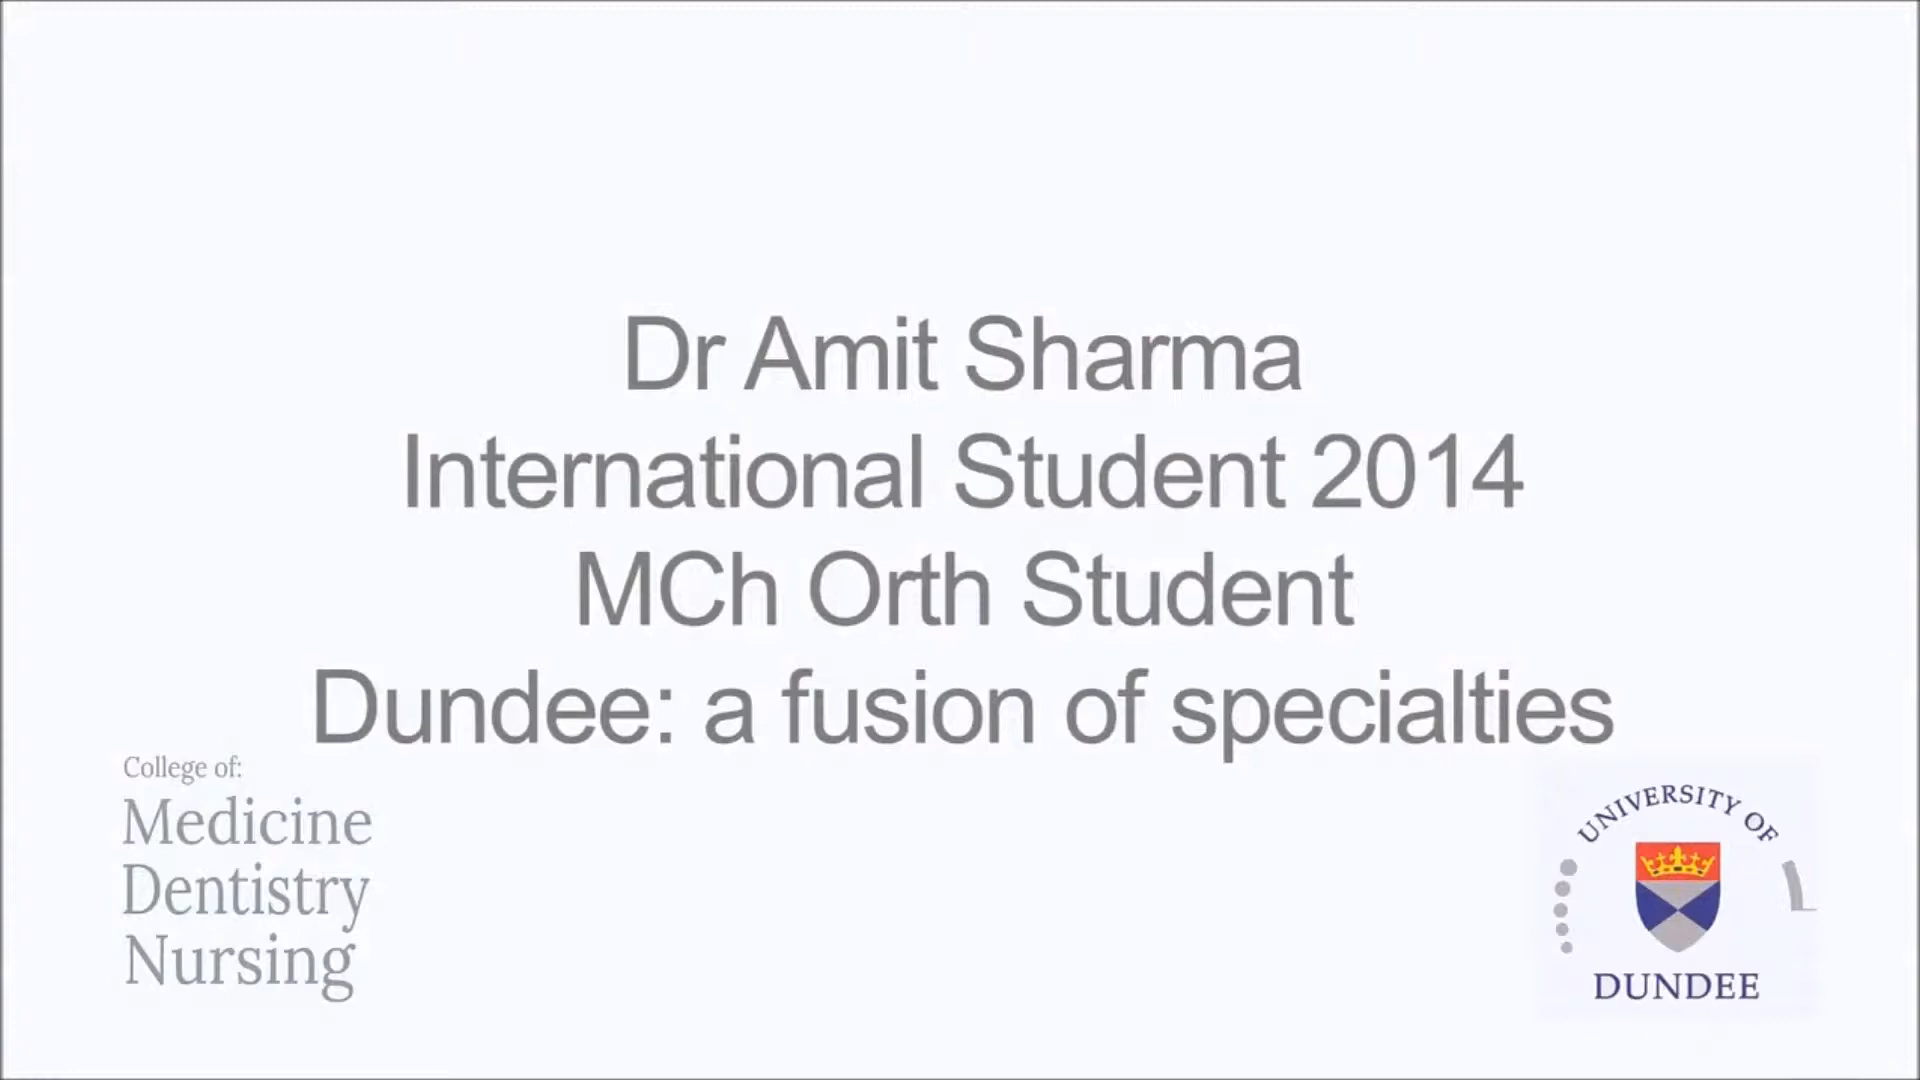 Dr Amit Sharma
International Student 2014
MCh Orth Student
Dundee: a fusion of specialties
College of:
Medicine
Dentistry
Nursing
UNIVERSITY OF
DUNDEE